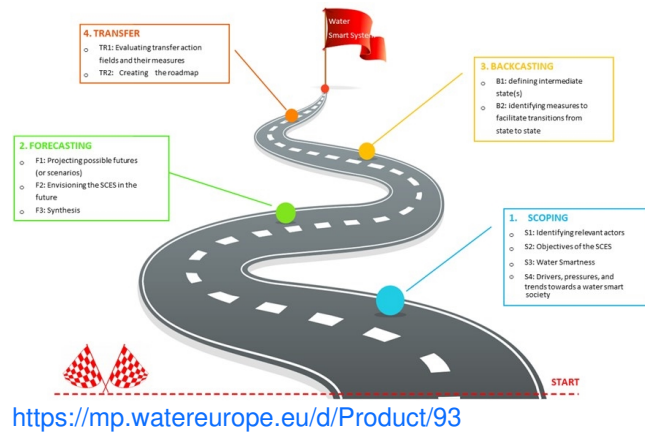 Water
Smart System
4. TRANSFER
o TR1: Evaluating transfer action
fields and their measures
o TR2: Creating the roadmap
3. BACKCASTING
o B1: defining intermediate
state(s)
o B2: identifying measures to
facilitate transitions from
state to state
2. FORECASTING
o F1: Projecting possible futures
(or scenarios)
o F2: Envisioning the SCES in the
future
o F3: Synthesis
1. SCOPING
o S1: Identifying relevant actors
o S2: Objectives of the SCES
o S3: Water Smartness
o S4: Drivers, pressures, and
trends towards a water smart
society
START
https://mp.watereurope.eu/d/Product/93